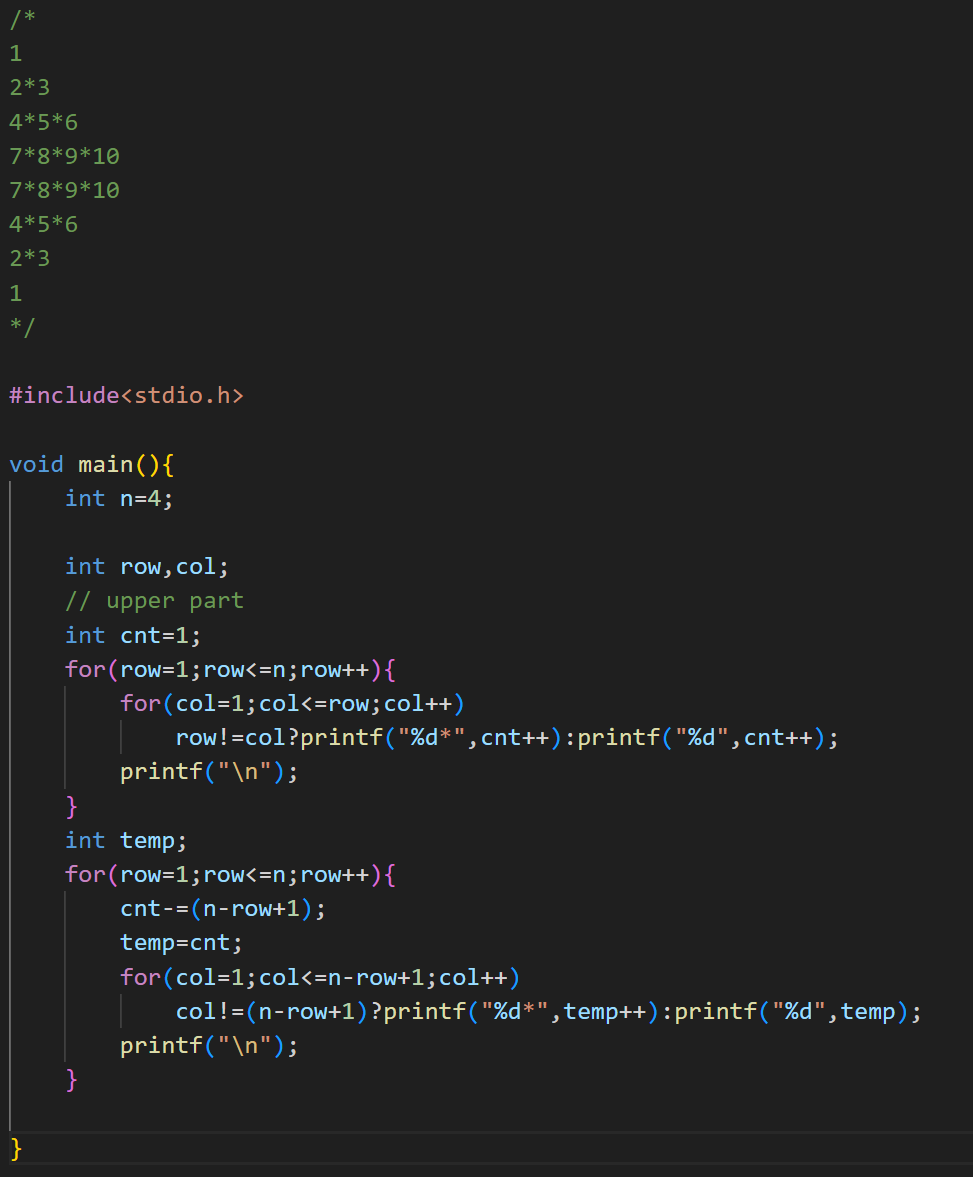 /*
1
2*3
4*5*6
7*8*9*10
7*8*9*10
4*5*6
2*3
1
*/

#include<stdio.h>

void main(){
    int n=4;

    int row,col;
    // upper part
    int cnt=1;
    for(row=1;row<=n;row++){
        for(col=1;col<=row;col++)
            row!=col?printf("%d*",cnt++):printf("%d",cnt++);
        printf("\n");
    }
    int temp;
    for(row=1;row<=n;row++){
        cnt-=(n-row+1);
        temp=cnt;
        for(col=1;col<=n-row+1;col++)
            col!=(n-row+1)?printf("%d*",temp++):printf("%d",temp);
        printf("\n");
    }

}